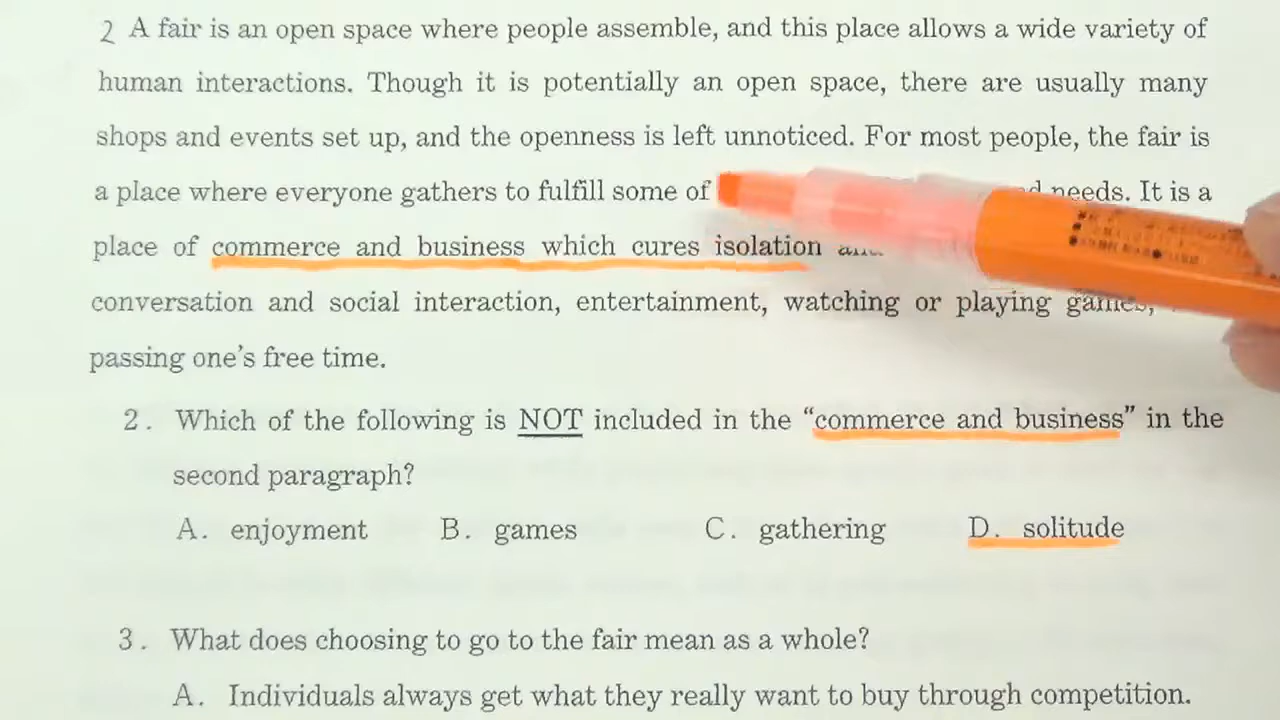 2 A fair is an open space where people assemble, and this place allows a wide variety of
human interactions. Though it is potentially an open space, there are usually many
shops and events set up, and the openness is left unnoticed. For most people, the fair is
a place where everyone gathers to fulfill some of needs. It is a
place of commerce and business which cures isolation
conversation and social interaction, entertainment, watching or playing games,
passing one's free time.
2. Which of the following is NOT included in the “commerce and business” in the
second paragraph?
A. enjoyment B. games C. gathering D. solitude
3. What does choosing to go to the fair mean as a whole?
A. Individuals always get what they really want to buy through competition.